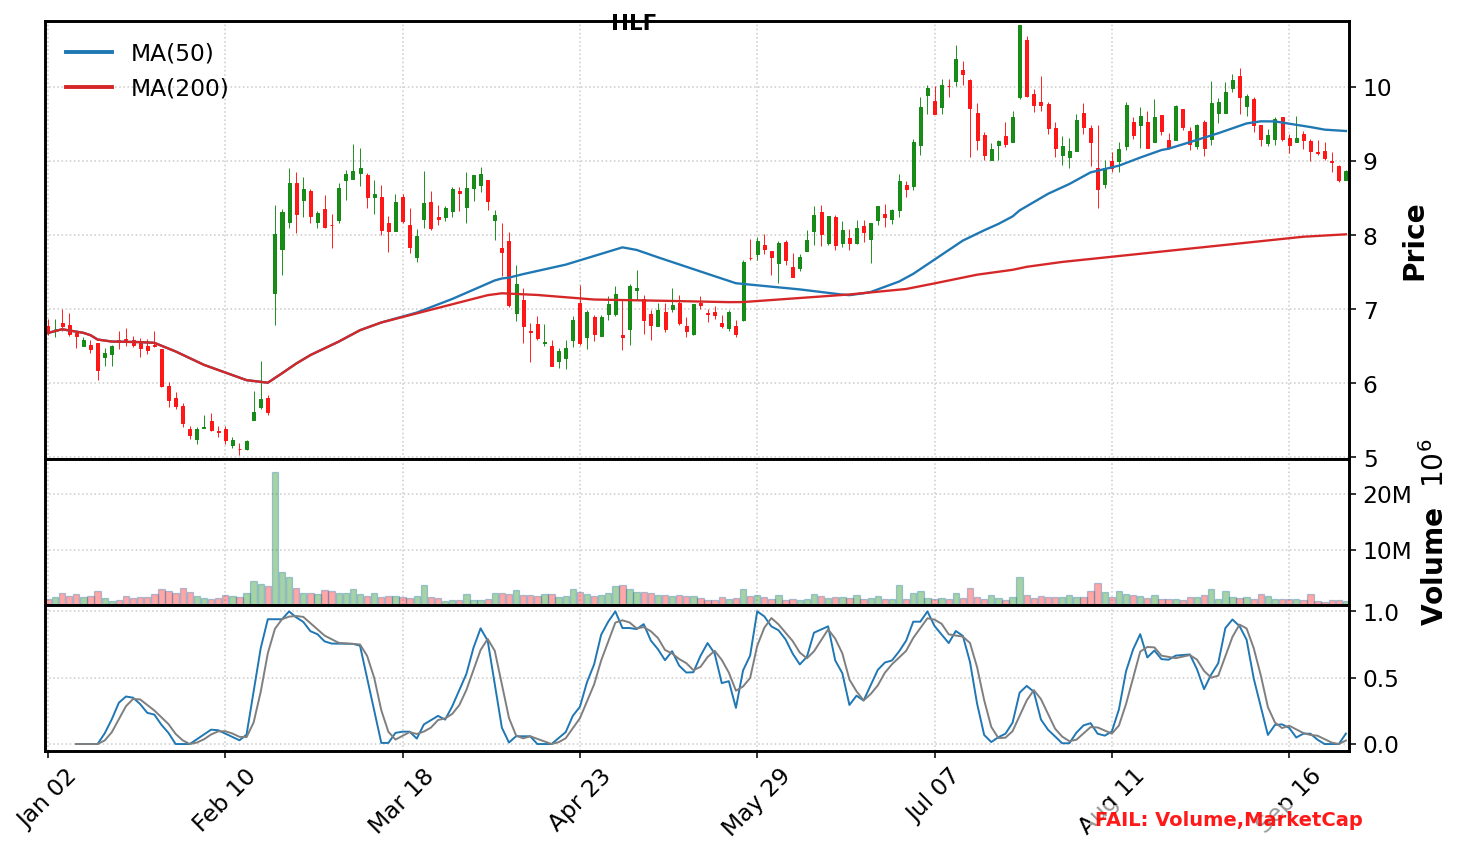 HLF
MA(50)
MA(200)
10
9
8
7
6
5
Price
20M
10M
Volume 10^6
1.0
0.5
0.0
Jan 02
Feb 10
Mar 18
Apr 23
May 29
Jul 07
Aug 11
Sep 16
FAIL: Volume,MarketCap